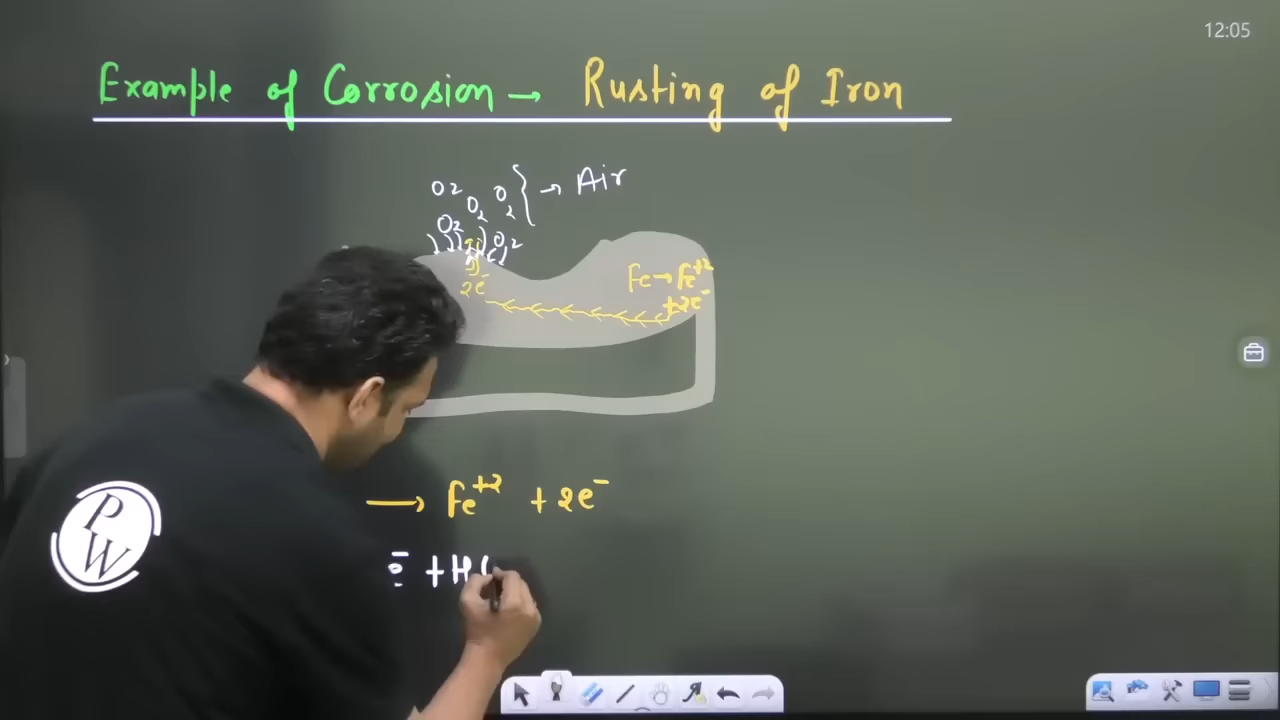 12:05
Example of Corrosion → Rusting of Iron
O2 O2 O2 } → Air
O2 O2
2e⁻
Fe → Fe⁺²
+2e⁻
→ Fe⁺² + 2e⁻
+ H
PW